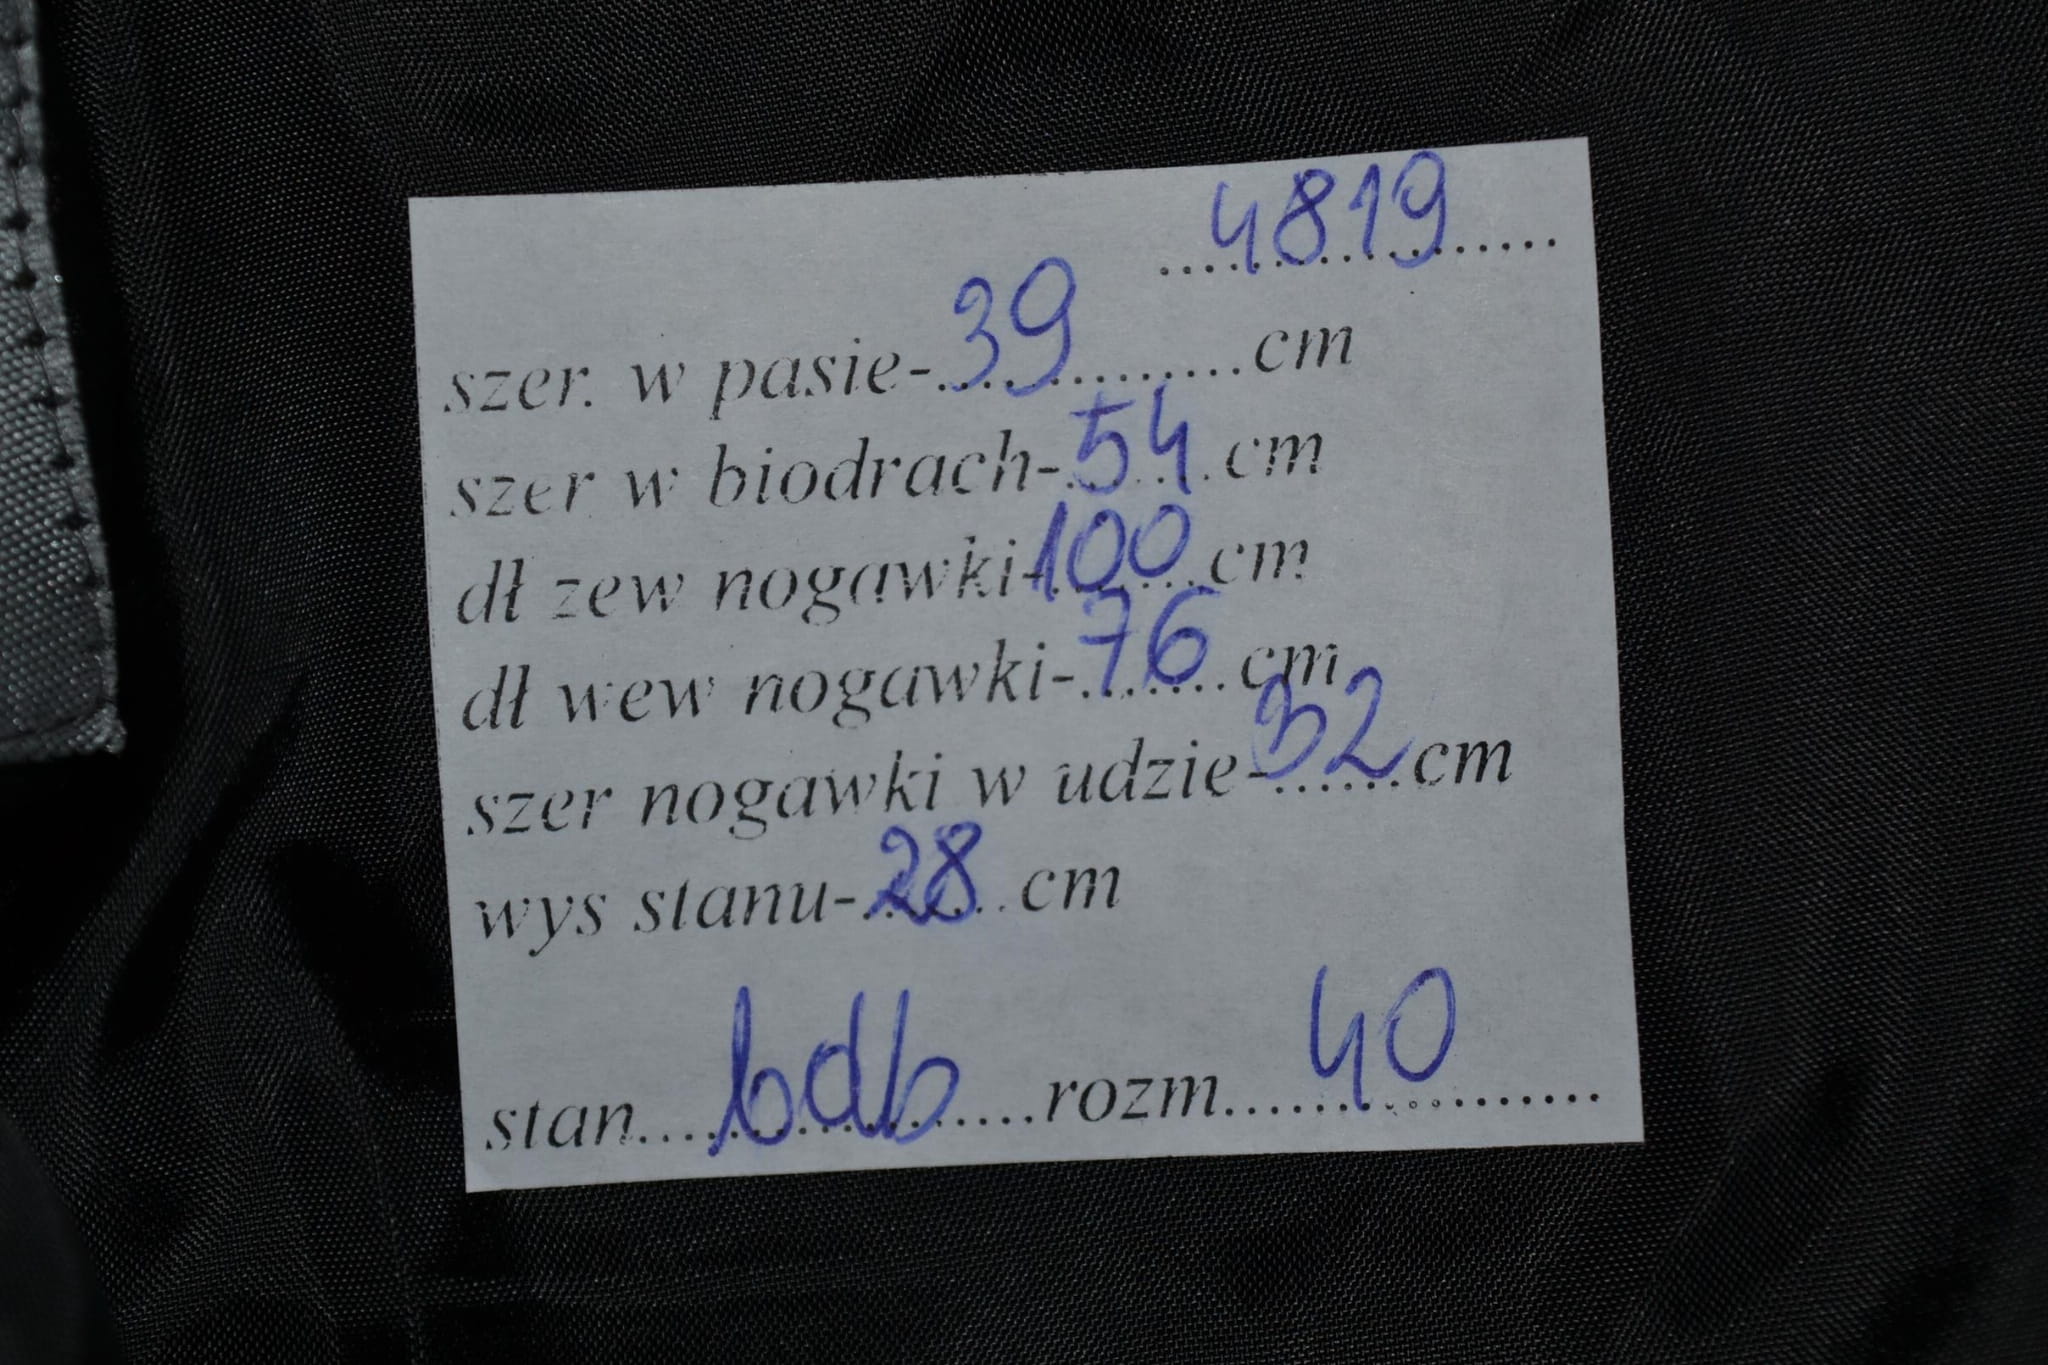 4819
szer. w pasie-39cm
szer w biodrach-54cm
dł zew nogawki-100cm
dł wew nogawki-76cm
szer nogawki w udzie-32cm
wys stanu-28cm
stan bdb rozm 40